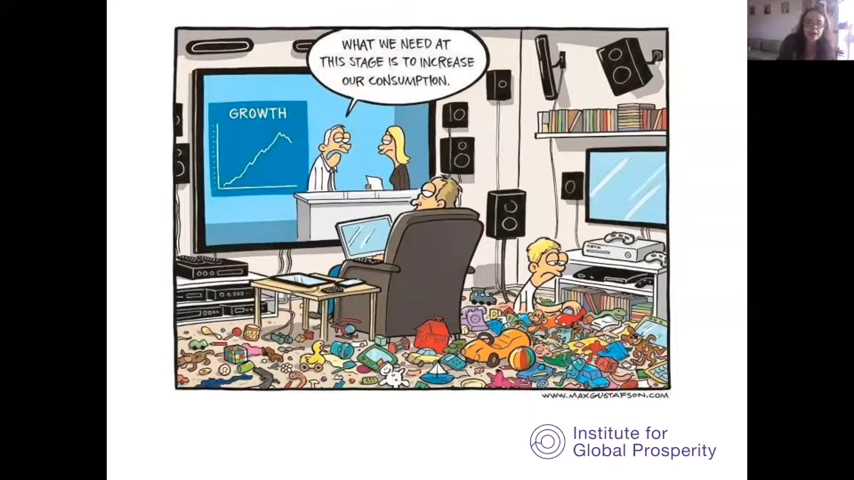 WHAT WE NEED AT
THIS STAGE IS TO INCREASE
OUR CONSUMPTION.
GROWTH
WWW.MAXGUSTAFSON.COM
Institute for
Global Prosperity